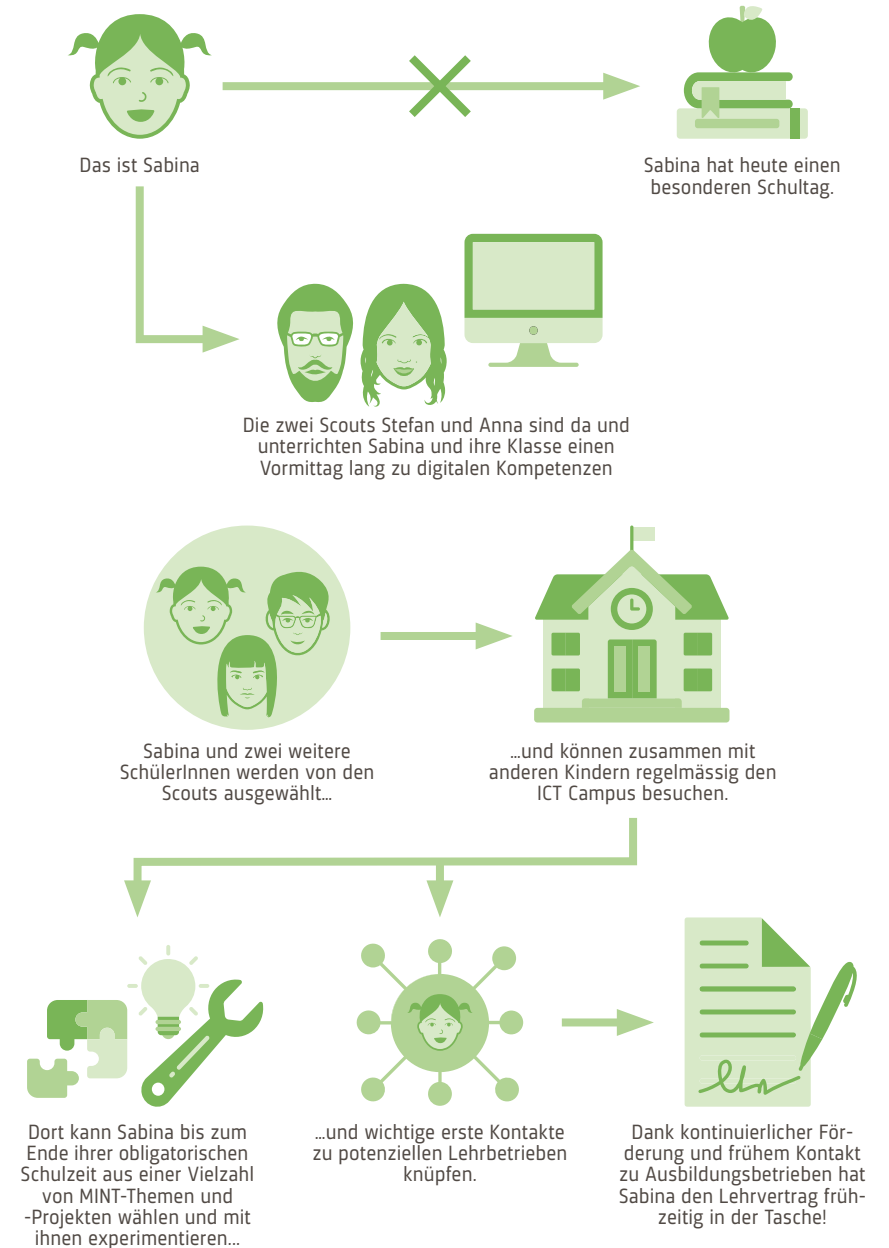 Das ist Sabina
Sabina hat heute einen
besonderen Schultag.
Die zwei Scouts Stefan und Anna sind da und
unterrichten Sabina und ihre Klasse einen
Vormittag lang zu digitalen Kompetenzen
Sabina und zwei weitere
SchülerInnen werden von den
Scouts ausgewählt...
...und können zusammen mit
anderen Kindern regelmässig den
ICT Campus besuchen.
Dort kann Sabina bis zum
Ende ihrer obligatorischen
Schulzeit aus einer Vielzahl
von MINT-Themen und
-Projekten wählen und mit
ihnen experimentieren...
...und wichtige erste Kontakte
zu potenziellen Lehrbetrieben
knüpfen.
Dank kontinuierlicher För-
derung und frühem Kontakt
zu Ausbildungsbetrieben hat
Sabina den Lehrvertrag früh-
zeitig in der Tasche!